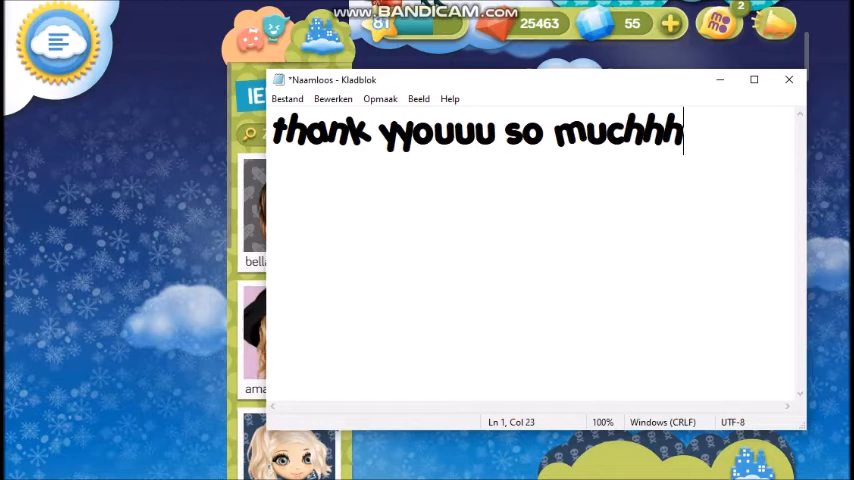 www.BANDICAM.com
81
25463
55
2
*Naamloos - Kladblok
Bestand Bewerken Opmaak Beeld Help
thank yyouuu so muchhh
bella
ama
Ln 1, Col 23
100%
Windows (CRLF)
UTF-8